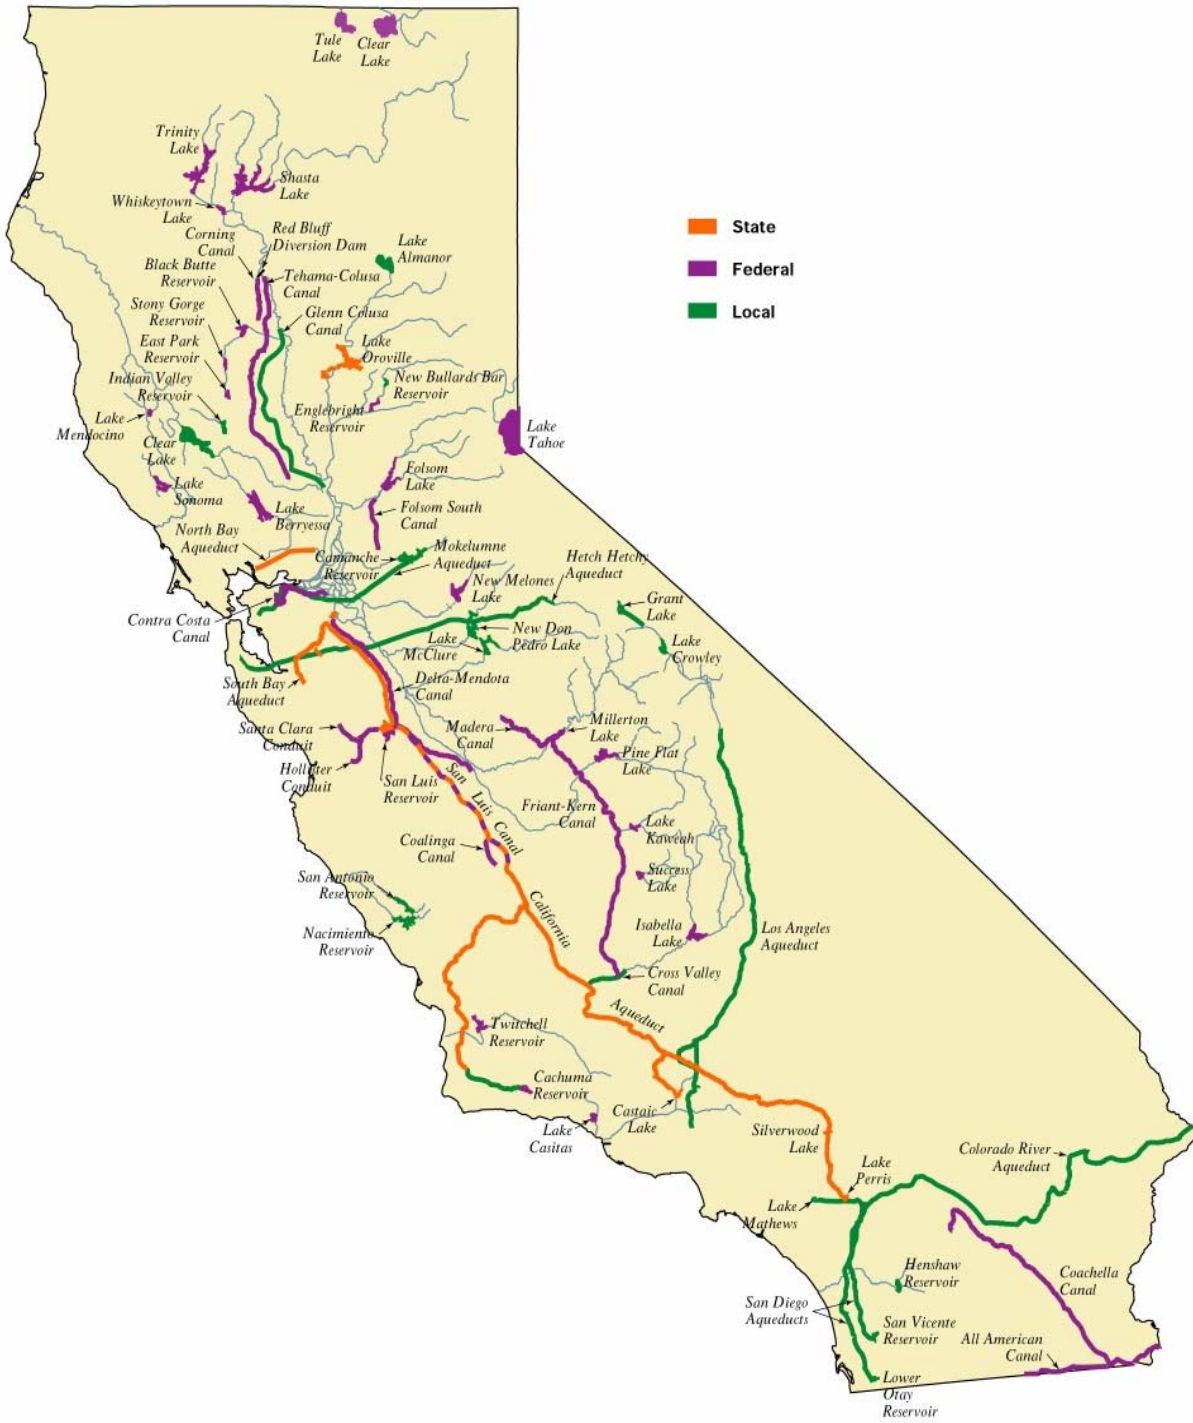 Tule
Lake
Clear
Lake
Trinity
Lake
Shasta
Lake
Whiskeytown
Lake
State
Federal
Local
Corning
Canal
Red Bluff
Diversion Dam
Lake
Almanor
Black Butte
Reservoir
Tehama-Colusa
Canal
Stony Gorge
Reservoir
Glenn Colusa
Canal
East Park
Reservoir
Lake
Oroville
Indian Valley
Reservoir
New Bullards Bar
Reservoir
Lake
Mendocino
Englebright
Reservoir
Clear
Lake
Lake
Tahoe
Folsom
Lake
Lake
Sonoma
Lake
Berryessa
Folsom South
Canal
North Bay
Aqueduct
Camanche
Reservoir
Mokelumne
Aqueduct
Hetch Hetchy
Aqueduct
New Melones
Lake
Grant
Lake
Contra Costa
Canal
New Don
Pedro Lake
Lake
McClure
Lake
Crowley
South Bay
Aqueduct
Delta-Mendota
Canal
Santa Clara
Conduit
Madera
Canal
Millerton
Lake
Hollister
Conduit
San Luis
Reservoir
San
Luis
Canal
Pine Flat
Lake
Friant-Kern
Canal
Lake
Kaweah
Coalinga
Canal
Success
Lake
San Antonio
Reservoir
Nacimiento
Reservoir
California
Aqueduct
Isabella
Lake
Los Angeles
Aqueduct
Cross Valley
Canal
Twitchell
Reservoir
Cachuma
Reservoir
Castaic
Lake
Lake
Casitas
Silverwood
Lake
Lake
Perris
Colorado River
Aqueduct
Lake
Mathews
Henshaw
Reservoir
Coachella
Canal
San Diego
Aqueducts
San Vicente
Reservoir
All American
Canal
Lower
Otay
Reservoir